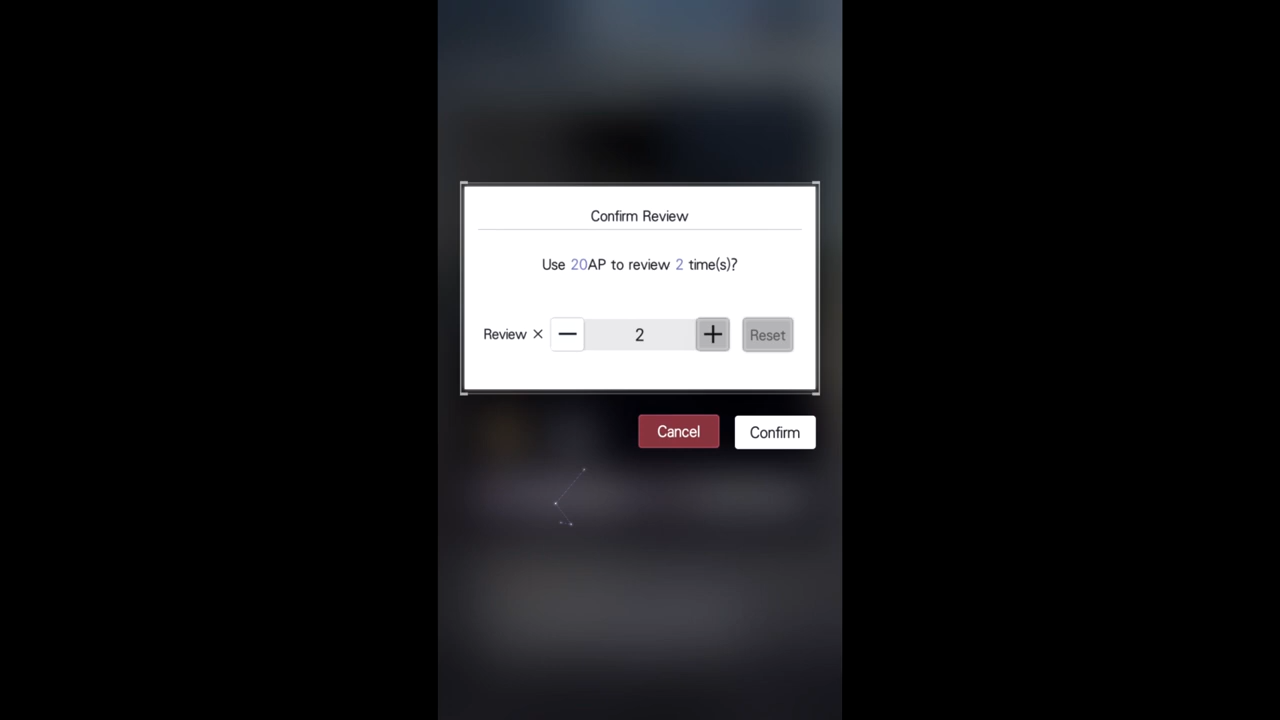 Confirm Review
Use 20AP to review 2 time(s)?
Review × — 2 + Reset
Cancel Confirm